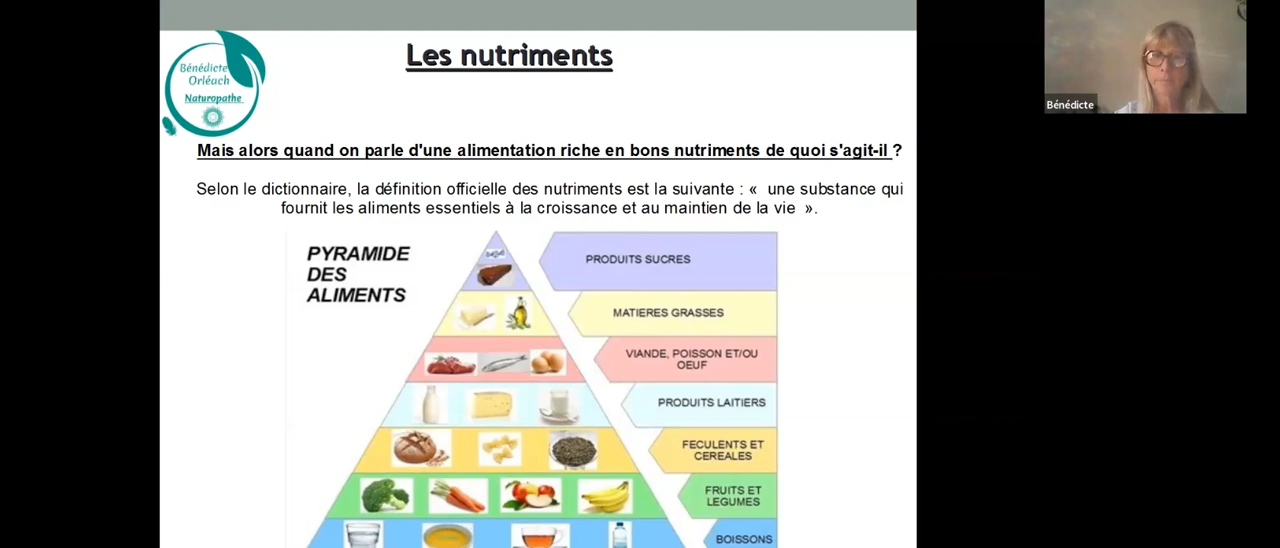 Les nutriments
Bénédicte
Orléach
Naturopathe
Bénédicte
Mais alors quand on parle d'une alimentation riche en bons nutriments de quoi s'agit-il ?
Selon le dictionnaire, la définition officielle des nutriments est la suivante : «  une substance qui
fournit les aliments essentiels à la croissance et au maintien de la vie  ».
PYRAMIDE
DES
ALIMENTS
PRODUITS SUCRES
MATIERES GRASSES
VIANDE, POISSON ET/OU
OEUF
PRODUITS LAITIERS
FECULENTS ET
CEREALES
FRUITS ET
LEGUMES
BOISSONS